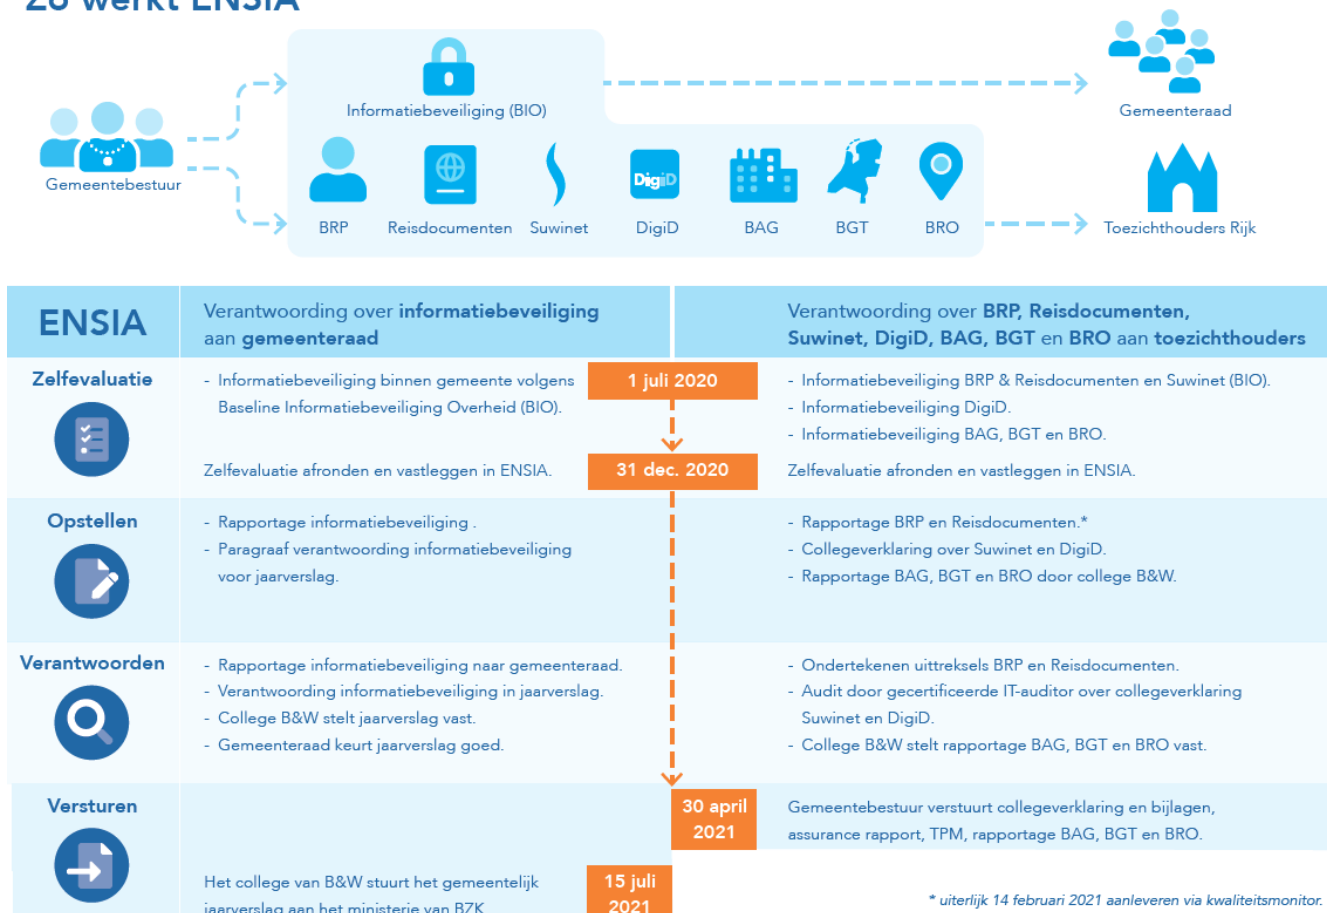 Zo werkt ENSIA
Informatiebeveiliging (BIO)
Gemeenteraad
Gemeentebestuur
DigiD
BRP
Reisdocumenten
Suwinet
DigiD
BAG
BGT
BRO
Toezichthouders Rijk
ENSIA
Verantwoording over informatiebeveiliging
aan gemeenteraad
Verantwoording over BRP, Reisdocumenten,
Suwinet, DigiD, BAG, BGT en BRO aan toezichthouders
Zelfevaluatie
- Informatiebeveiliging binnen gemeente volgens
Baseline Informatiebeveiliging Overheid (BIO).
Zelfevaluatie afronden en vastleggen in ENSIA.
1 juli 2020
31 dec. 2020
- Informatiebeveiliging BRP & Reisdocumenten en Suwinet (BIO).
- Informatiebeveiliging DigiD.
- Informatiebeveiliging BAG, BGT en BRO.
Zelfevaluatie afronden en vastleggen in ENSIA.
Opstellen
- Rapportage informatiebeveiliging .
- Paragraaf verantwoording informatiebeveiliging
voor jaarverslag.
- Rapportage BRP en Reisdocumenten.*
- Collegeverklaring over Suwinet en DigiD.
- Rapportage BAG, BGT en BRO door college B&W.
Verantwoorden
- Rapportage informatiebeveiliging naar gemeenteraad.
- Verantwoording informatiebeveiliging in jaarverslag.
- College B&W stelt jaarverslag vast.
- Gemeenteraad keurt jaarverslag goed.
- Ondertekenen uittreksels BRP en Reisdocumenten.
- Audit door gecertificeerde IT-auditor over collegeverklaring
Suwinet en DigiD.
- College B&W stelt rapportage BAG, BGT en BRO vast.
Versturen
30 april
2021
Gemeentebestuur verstuurt collegeverklaring en bijlagen,
assurance rapport, TPM, rapportage BAG, BGT en BRO.
Het college van B&W stuurt het gemeentelijk
jaarverslag aan het ministerie van BZK
15 juli
2021
* uiterlijk 14 februari 2021 aanleveren via kwaliteitsmonitor.